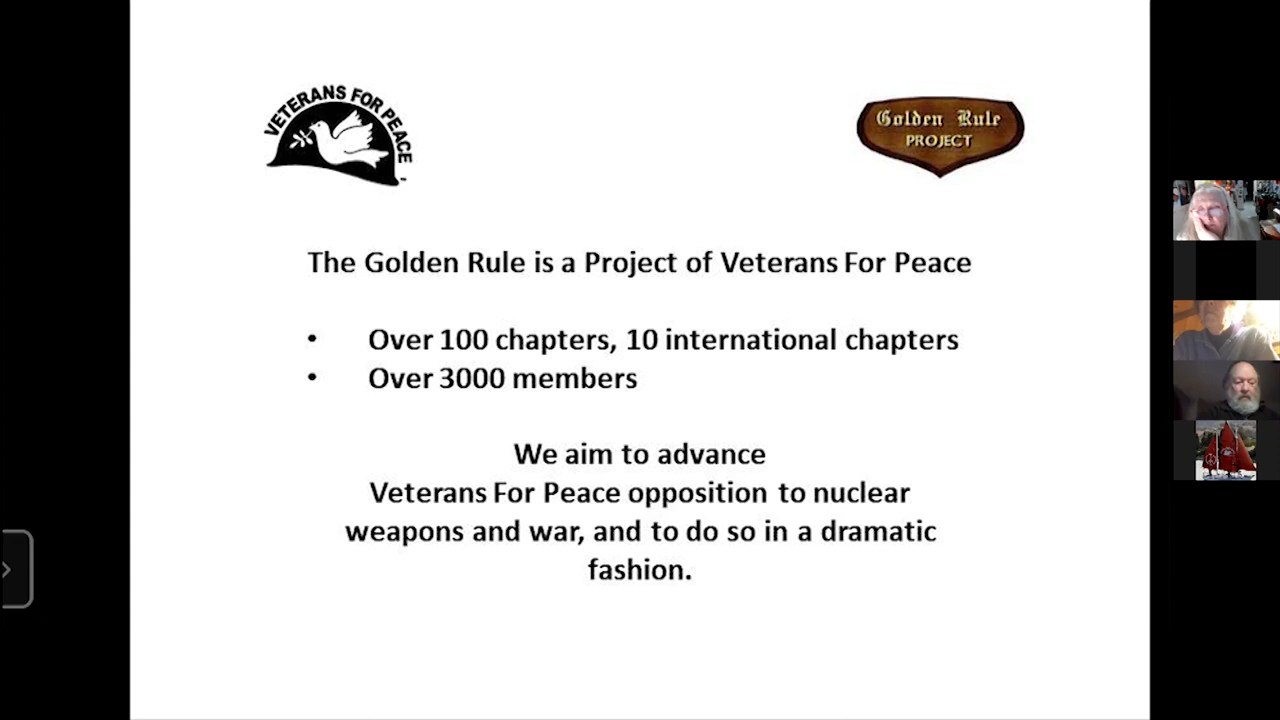 VETERANS FOR PEACE
Golden Rule
PROJECT
The Golden Rule is a Project of Veterans For Peace
• Over 100 chapters, 10 international chapters
• Over 3000 members
We aim to advance
Veterans For Peace opposition to nuclear
weapons and war, and to do so in a dramatic
fashion.